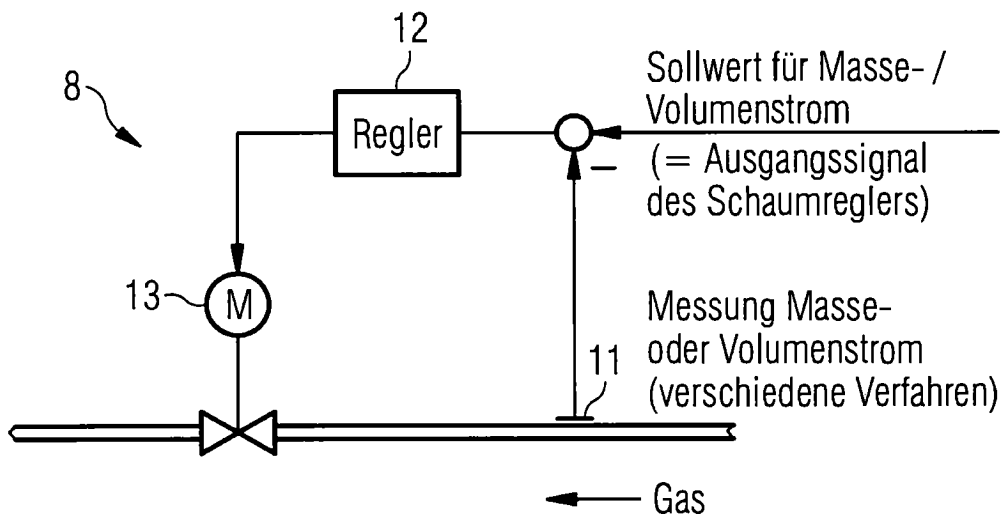 12
8
Regler
Sollwert für Masse- /
Volumenstrom
(= Ausgangssignal
des Schaumreglers)
–
13
M
11
Messung Masse-
oder Volumenstrom
(verschiedene Verfahren)
Gas